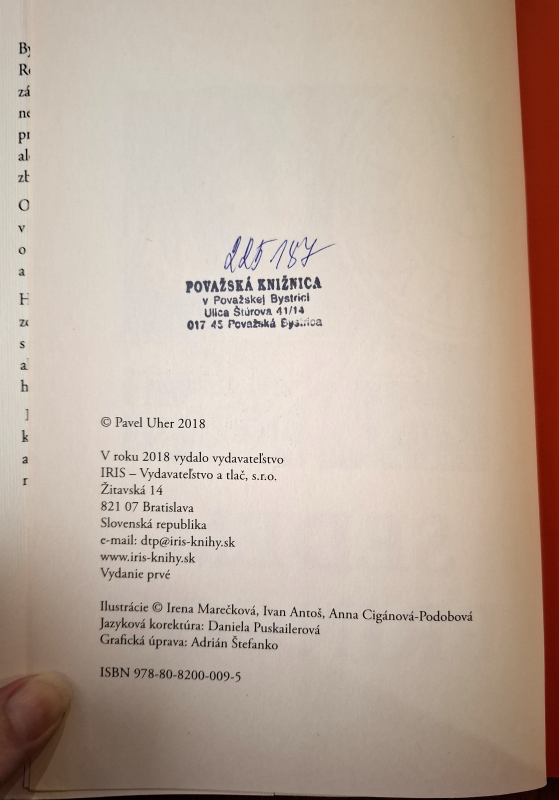 225187
POVAŽSKÁ KNIŽNICA
v Považskej Bystrici
Ulica Štúrova 41/14
017 45 Považská Bystrica
© Pavel Uher 2018
V roku 2018 vydalo vydavateľstvo
IRIS – Vydavateľstvo a tlač, s.r.o.
Žitavská 14
821 07 Bratislava
Slovenská republika
e-mail: dtp@iris-knihy.sk
www.iris-knihy.sk
Vydanie prvé
Ilustrácie © Irena Marečková, Ivan Antoš, Anna Cigánová-Podobová
Jazyková korektúra: Daniela Puskailerová
Grafická úprava: Adrián Štefanko
ISBN 978-80-8200-009-5